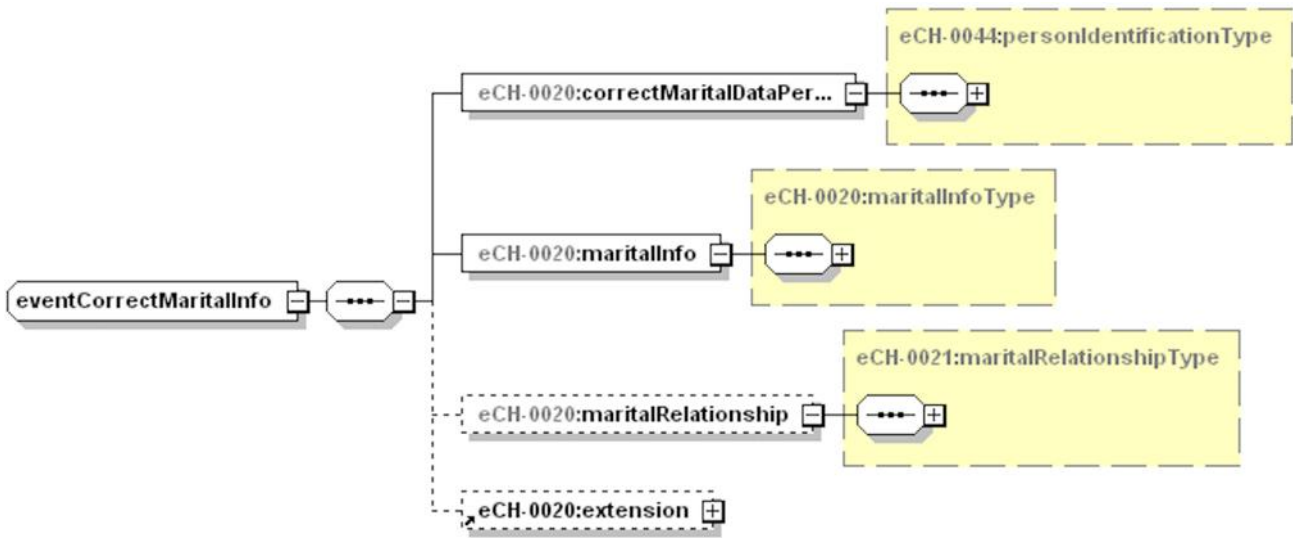 eCH-0044:personIdentificationType
eCH-0020:correctMaritalDataPer...
eCH-0020:maritalInfoType
eCH-0020:maritalInfo
eventCorrectMaritalInfo
eCH-0021:maritalRelationshipType
eCH-0020:maritalRelationship
eCH-0020:extension